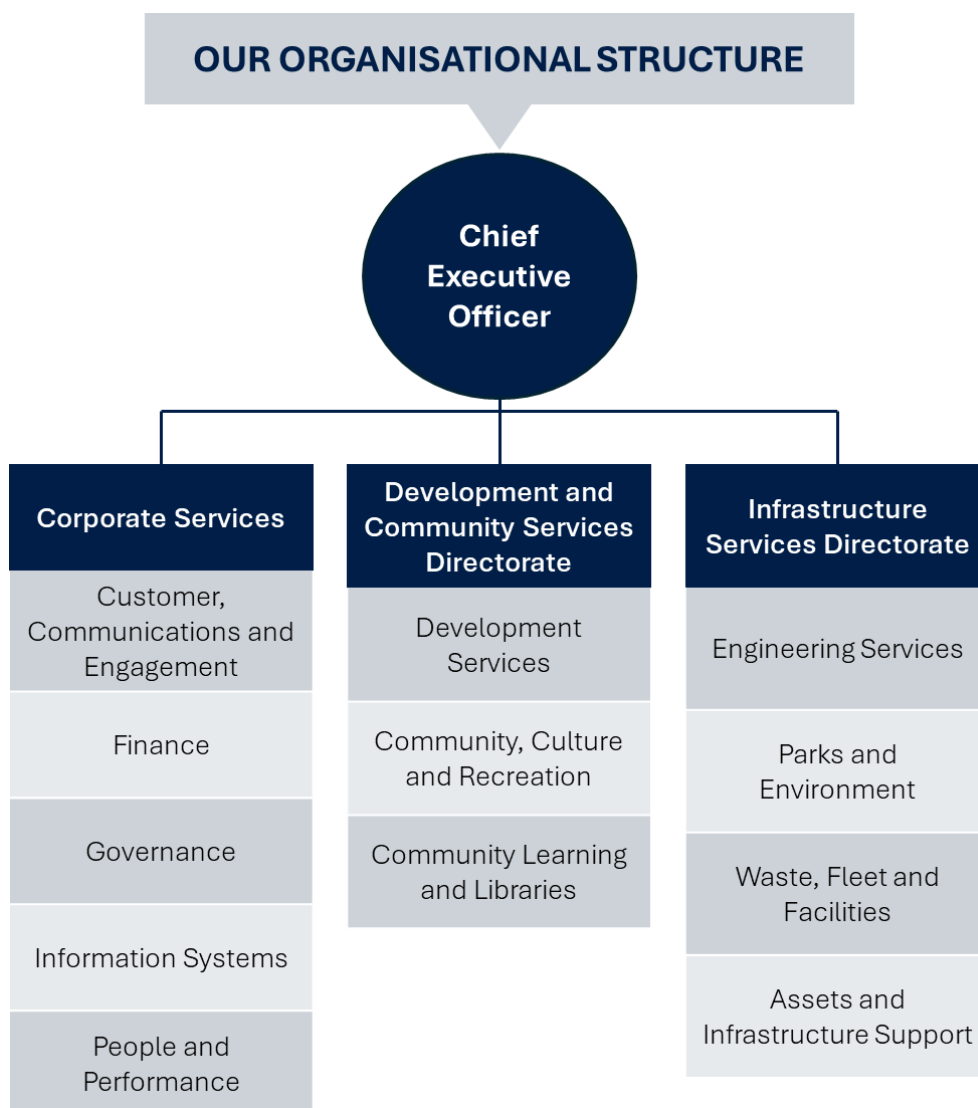 OUR ORGANISATIONAL STRUCTURE
Chief
Executive
Officer
Corporate Services
Customer,
Communications and
Engagement
Finance
Governance
Information Systems
People and
Performance
Development and
Community Services
Directorate
Development
Services
Community, Culture
and Recreation
Community Learning
and Libraries
Infrastructure
Services Directorate
Engineering Services
Parks and
Environment
Waste, Fleet and
Facilities
Assets and
Infrastructure Support